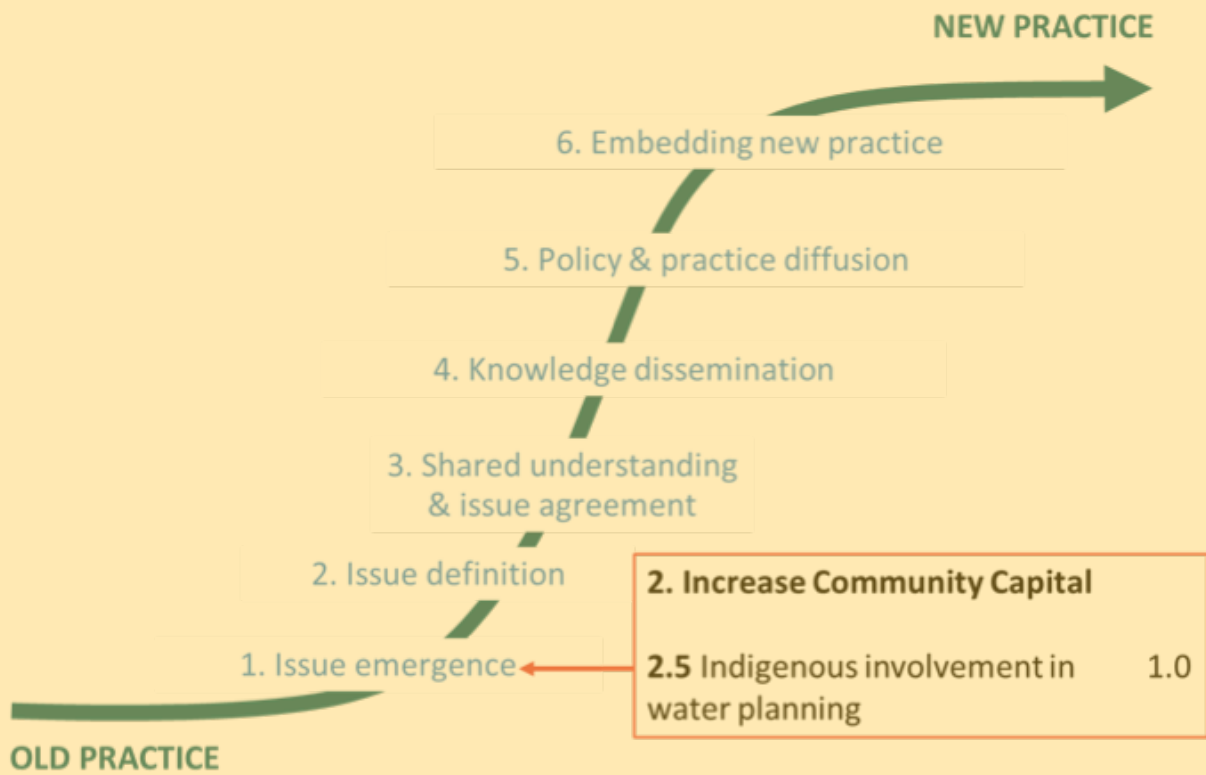 NEW PRACTICE
6. Embedding new practice
5. Policy & practice diffusion
4. Knowledge dissemination
3. Shared understanding
& issue agreement
2. Issue definition
1. Issue emergence
2. Increase Community Capital
2.5 Indigenous involvement in 1.0
water planning
OLD PRACTICE